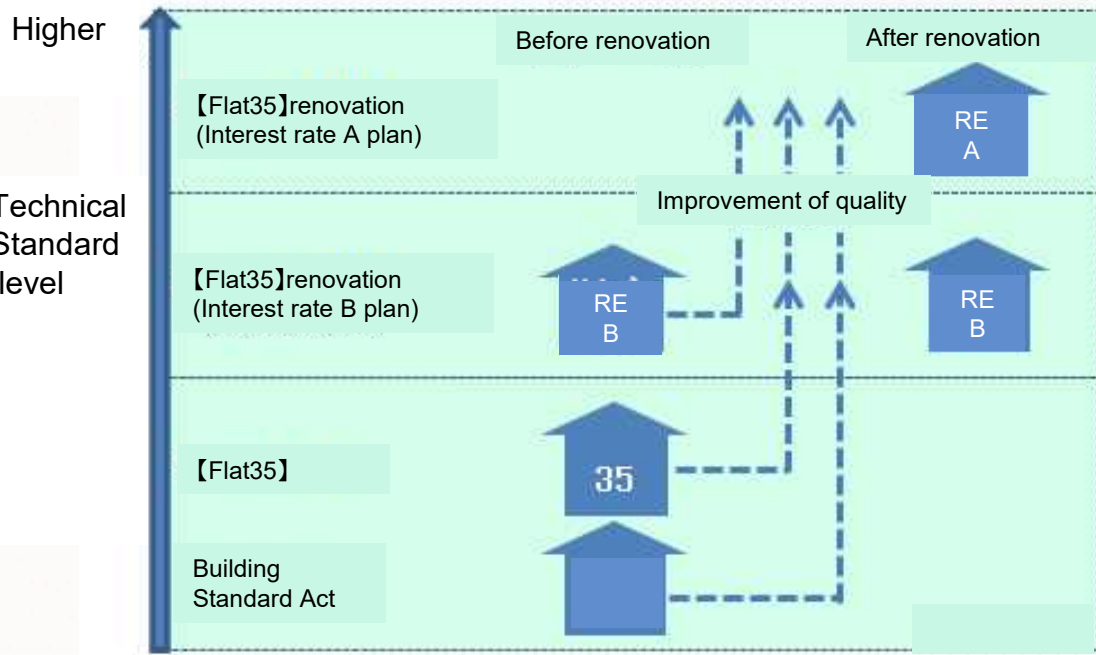 Higher
Before renovation
After renovation
【Flat35】renovation
(Interest rate A plan)
RE
A
Technical
Standard
level
Improvement of quality
【Flat35】renovation
(Interest rate B plan)
RE
B
RE
B
【Flat35】
35
Building
Standard Act